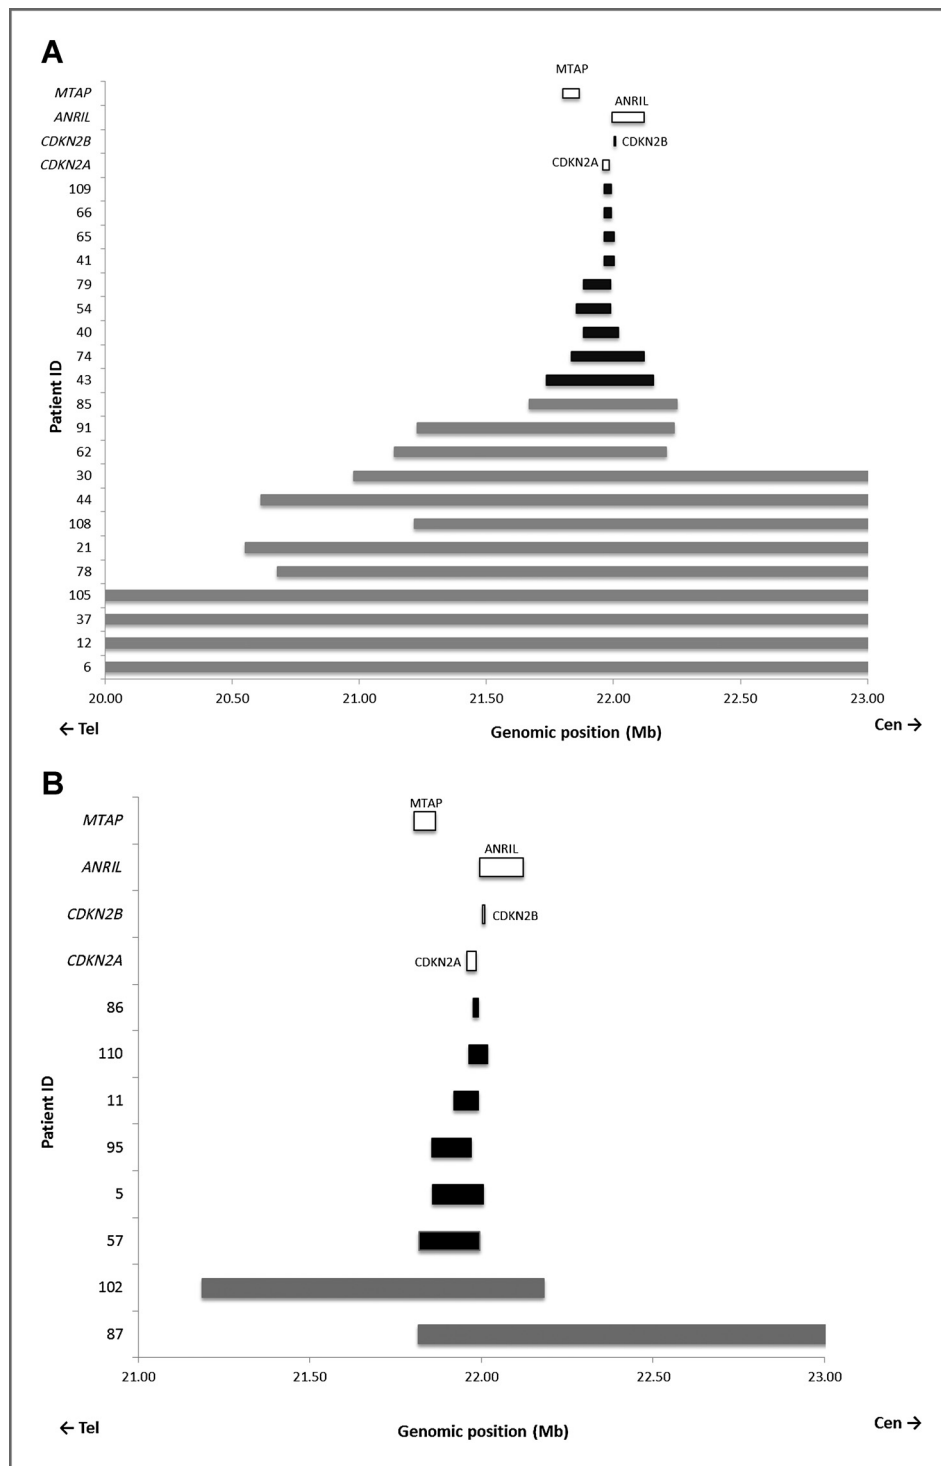 A
MTAP
MTAP
ANRIL
ANRIL
CDKN2B
CDKN2B
CDKN2A
CDKN2A
109
66
65
41
79
54
40
74
43
85
91
62
30
44
108
21
78
105
37
12
6
Patient ID
20.00 20.50 21.00 21.50 22.00 22.50 23.00
← Tel
Genomic position (Mb)
Cen →
B
MTAP
MTAP
ANRIL
ANRIL
CDKN2B
CDKN2B
CDKN2A
CDKN2A
86
110
11
95
5
57
102
87
Patient ID
21.00 21.50 22.00 22.50 23.00
← Tel
Genomic position (Mb)
Cen →